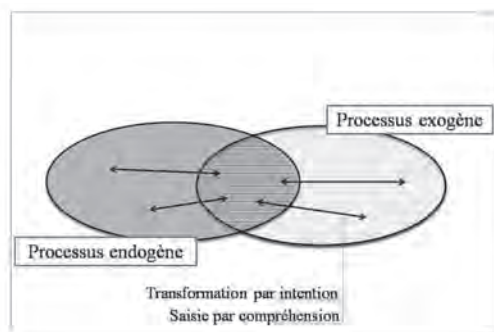 Processus exogène
Processus endogène
Transformation par intention
Saisie par compréhension